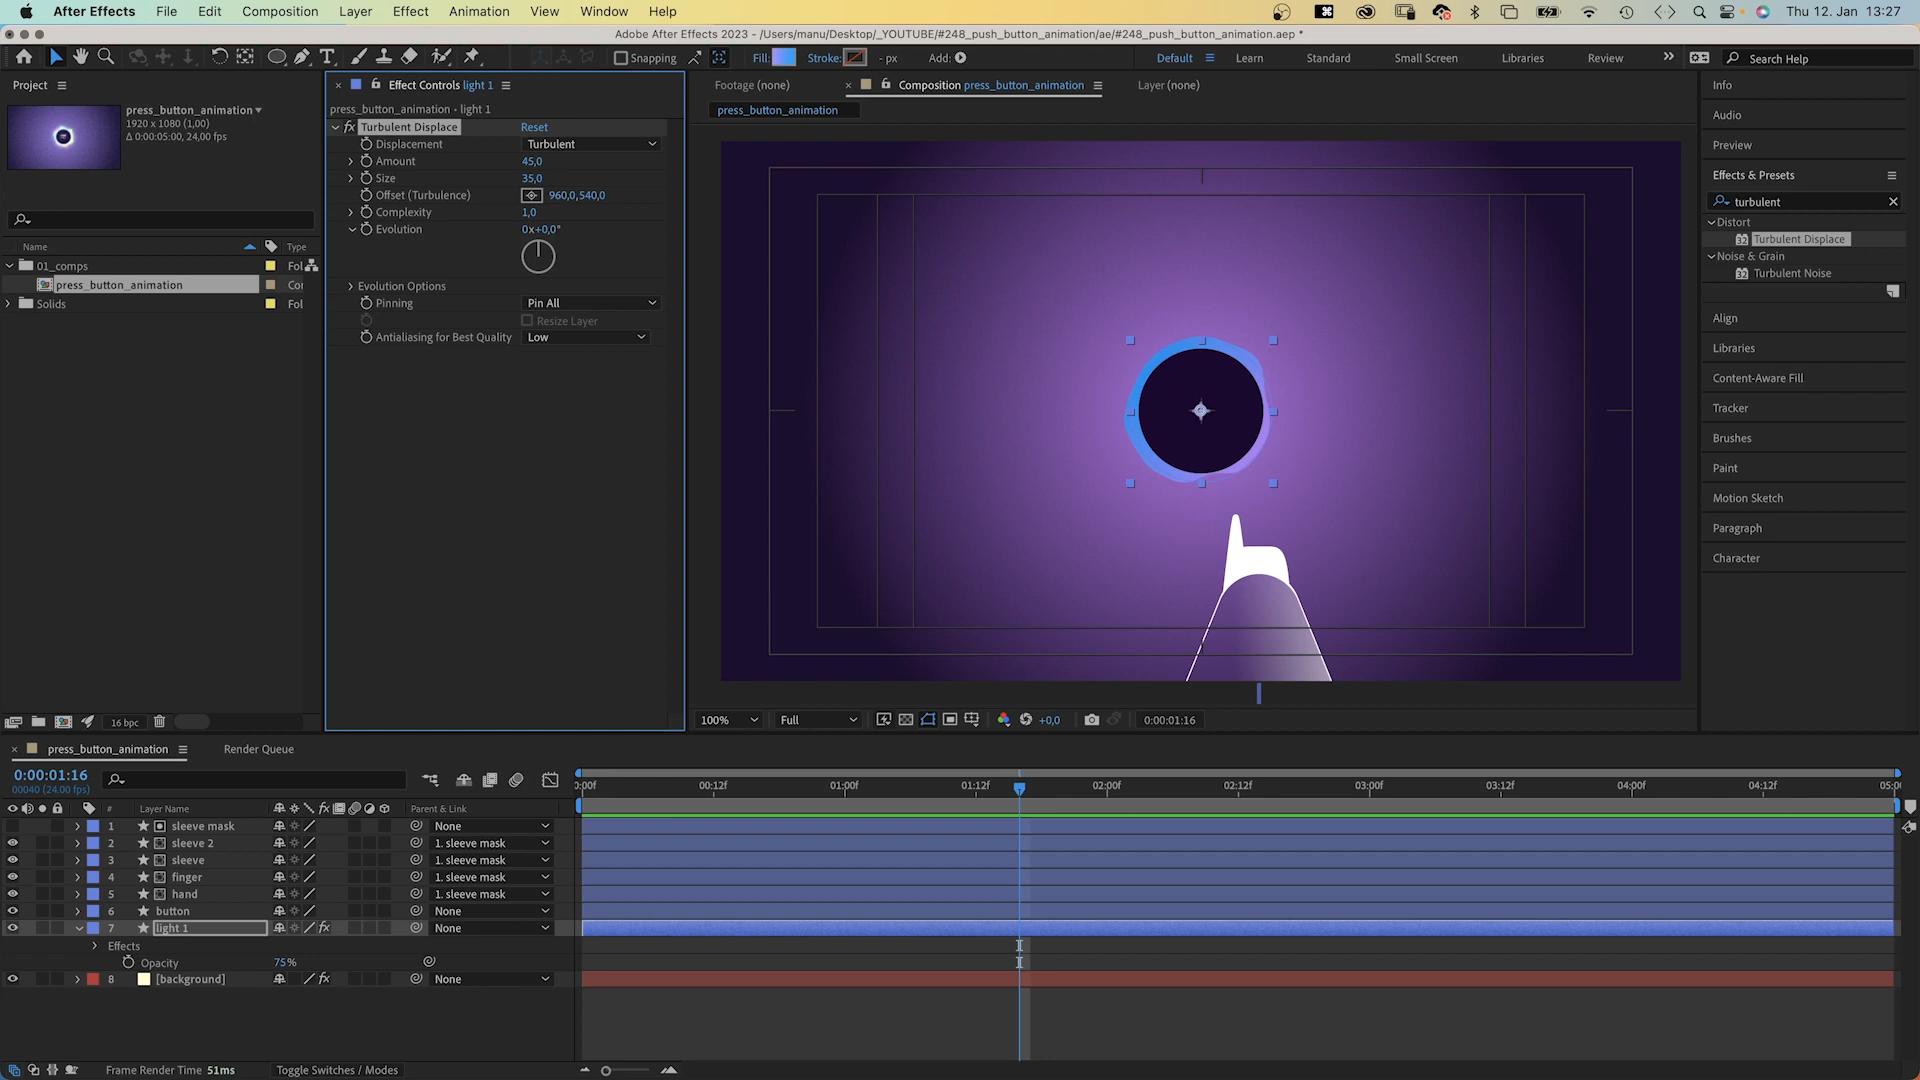 After Effects File Edit Composition Layer Effect Animation View Window Help Thu 12. Jan 13:27
Adobe After Effects 2023 - /Users/manu/Desktop/_YOUTUBE/#248_push_button_animation/ae/#248_push_button_animation.aep *
Snapping Fill: Stroke: - px Add: Default Learn Standard Small Screen Libraries Review Search Help
Project
press_button_animation
1920 x 1080 (1,00)
Δ 0:00:05:00, 24,00 fps
Name Type
01_comps Fol
press_button_animation Co
Solids Fol
16 bpc
Effect Controls light 1
press_button_animation • light 1
fx Turbulent Displace Reset
Displacement Turbulent
Amount 45,0
Size 35,0
Offset (Turbulence) 960,0,540,0
Complexity 1,0
Evolution 0x+0,0°
Evolution Options
Pinning Pin All
Resize Layer
Antialiasing for Best Quality Low
Footage (none) Composition press_button_animation Layer (none)
press_button_animation
100% Full +0,0 0:00:01:16
Info
Audio
Preview
Effects & Presets
turbulent
Distort
32 Turbulent Displace
Noise & Grain
32 Turbulent Noise
Align
Libraries
Content-Aware Fill
Tracker
Brushes
Paint
Motion Sketch
Paragraph
Character
press_button_animation Render Queue
0:00:01:16
00040 (24.00 fps)
:00f 00:12f 01:00f 01:12f 02:00f 02:12f 03:00f 03:12f 04:00f 04:12f 05:0
# Layer Name fx Parent & Link
1 sleeve mask None
2 sleeve 2 1. sleeve mask
3 sleeve 1. sleeve mask
4 finger 1. sleeve mask
5 hand 1. sleeve mask
6 button None
7 light 1 fx None
Effects
Opacity 75%
8 [background] fx None
Frame Render Time 51ms Toggle Switches / Modes